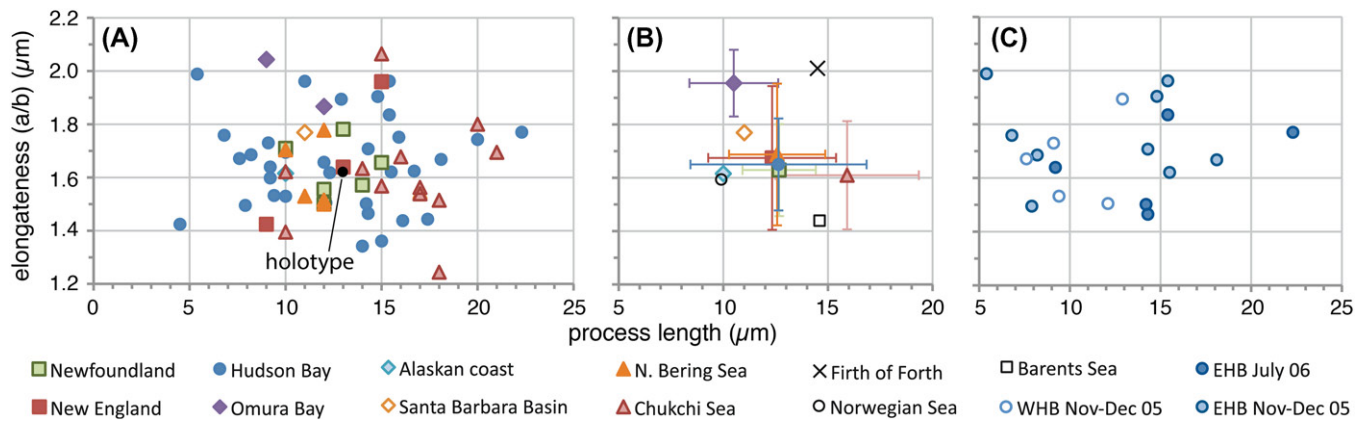 (A) (B) (C)
elongateness (a/b) (µm)
2.2
2.0
1.8
1.6
1.4
1.2
holotype
0 5 10 15 20 25
5 10 15 20
5 10 15 20 25
process length (µm)
Newfoundland Hudson Bay Alaskan coast N. Bering Sea Firth of Forth Barents Sea EHB July 06
New England Omura Bay Santa Barbara Basin Chukchi Sea Norwegian Sea WHB Nov-Dec 05 EHB Nov-Dec 05